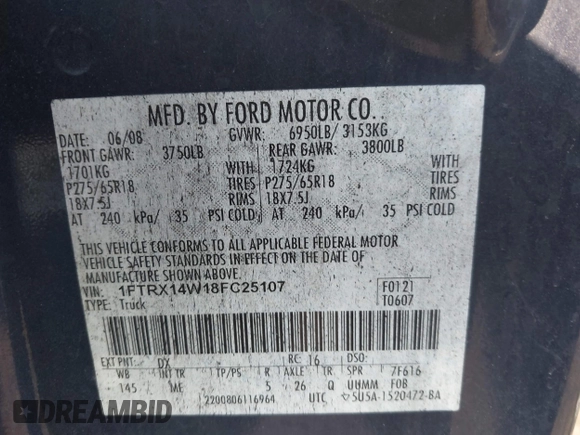 MFD. BY FORD MOTOR CO.
DATE: 06/08 GVWR: 6950LB/ 3153KG
FRONT GAWR: 3750LB REAR GAWR: 3800LB
1701KG WITH 1724KG WITH
P275/65R18 TIRES P275/65R18 TIRES
18X7.5J RIMS 18X7.5J RIMS
AT 240 kPa/ 35 PSI COLD AT 240 kPa/ 35 PSI COLD
THIS VEHICLE CONFORMS TO ALL APPLICABLE FEDERAL MOTOR
VEHICLE SAFETY STANDARDS IN EFFECT ON THE DATE OF
MANUFACTURE SHOWN ABOVE.
VIN: 1FTRX14W18FC25107 F0121
TYPE: Truck T0607
EXT PNT: DX RC: 16 DSO:
WB INT TR TP/PS R AXLE TR SPR 7F616
145 ME 5 26 Q UHMM FOB
2200806116964 UTC 5U5A-1520472-BA
EPICVIN.COM